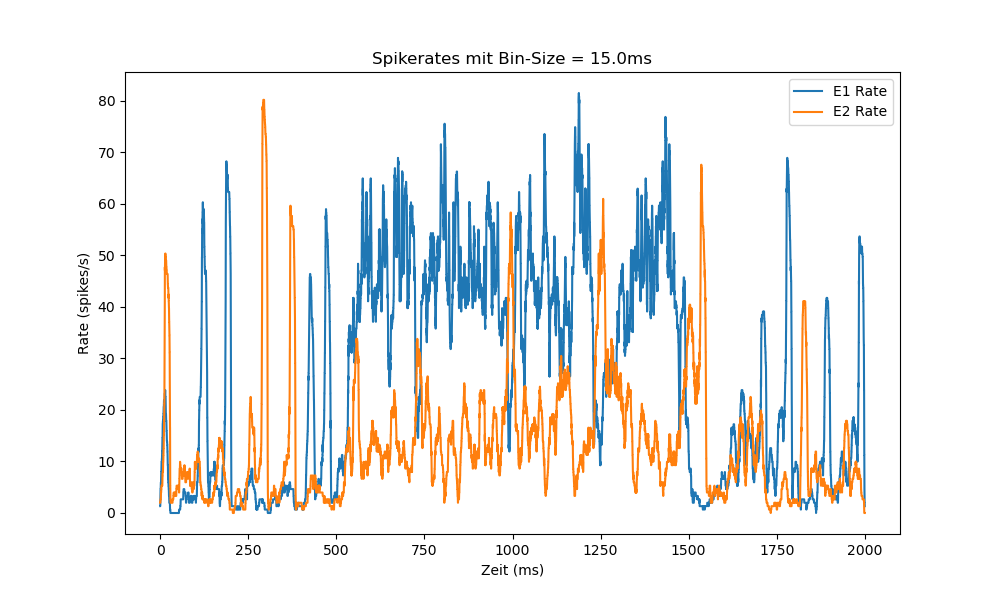 Spikerates mit Bin-Size = 15.0ms
E1 Rate
E2 Rate
80
70
60
50
40
30
20
10
0
Rate (spikes/s)
0 250 500 750 1000 1250 1500 1750 2000
Zeit (ms)